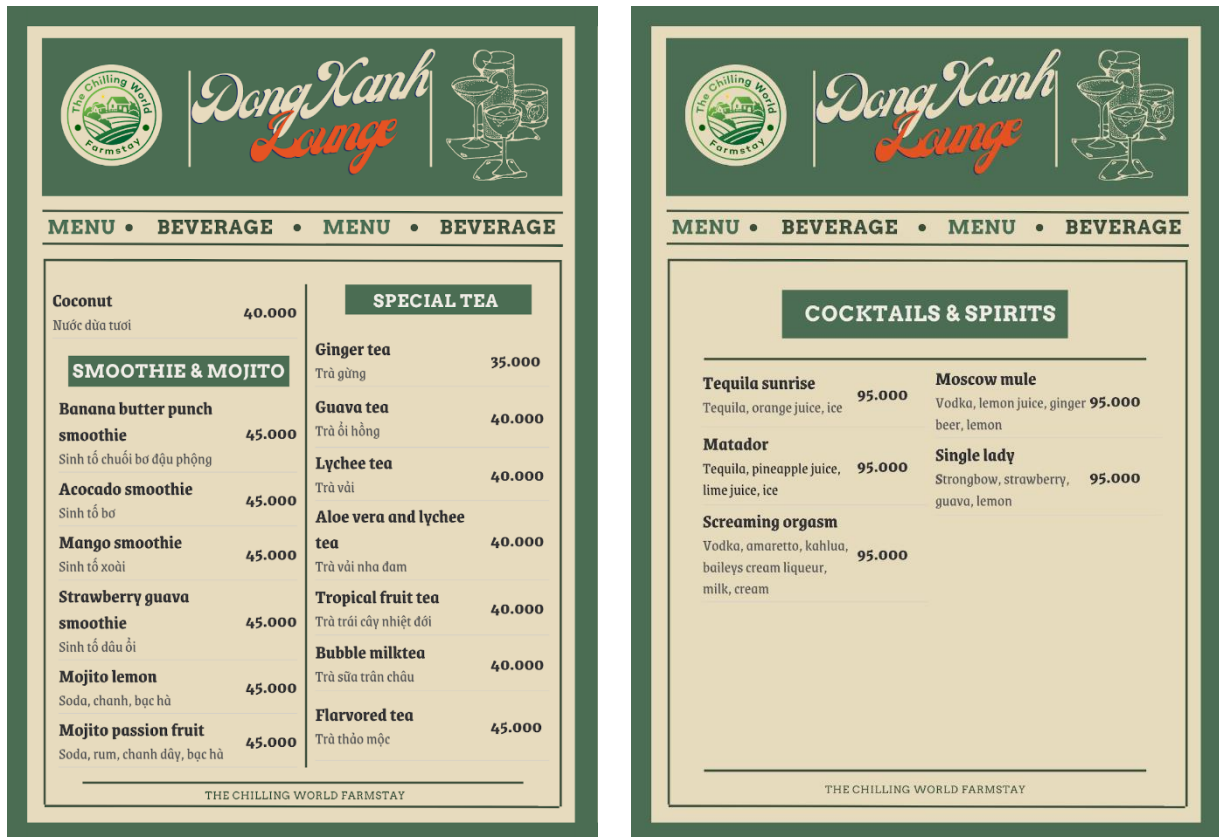 The Chilling World
Farmstay
Dong Xanh
Lounge
MENU • BEVERAGE • MENU • BEVERAGE
Coconut
40.000
Nước dừa tươi
SMOOTHIE & MOJITO
Banana butter punch
smoothie
45.000
Sinh tố chuối bơ đậu phộng
Acocado smoothie
45.000
Sinh tố bơ
Mango smoothie
45.000
Sinh tố xoài
Strawberry guava
smoothie
45.000
Sinh tố dâu ổi
Mojito lemon
45.000
Soda, chanh, bạc hà
Mojito passion fruit
45.000
Soda, rum, chanh dây, bạc hà
SPECIAL TEA
Ginger tea
35.000
Trà gừng
Guava tea
40.000
Trà ổi hồng
Lychee tea
40.000
Trà vải
Aloe vera and lychee
tea
40.000
Trà vải nha đam
Tropical fruit tea
40.000
Trà trái cây nhiệt đới
Bubble milktea
40.000
Trà sữa trân châu
Flarvored tea
45.000
Trà thảo mộc
THE CHILLING WORLD FARMSTAY
The Chilling World
Farmstay
Dong Xanh
Lounge
MENU • BEVERAGE • MENU • BEVERAGE
COCKTAILS & SPIRITS
Tequila sunrise
95.000
Tequila, orange juice, ice
Matador
95.000
Tequila, pineapple juice,
lime juice, ice
Screaming orgasm
Vodka, amaretto, kahlua,
95.000
baileys cream liqueur,
milk, cream
Moscow mule
Vodka, lemon juice, ginger 95.000
beer, lemon
Single lady
Strongbow, strawberry, 95.000
guava, lemon
THE CHILLING WORLD FARMSTAY